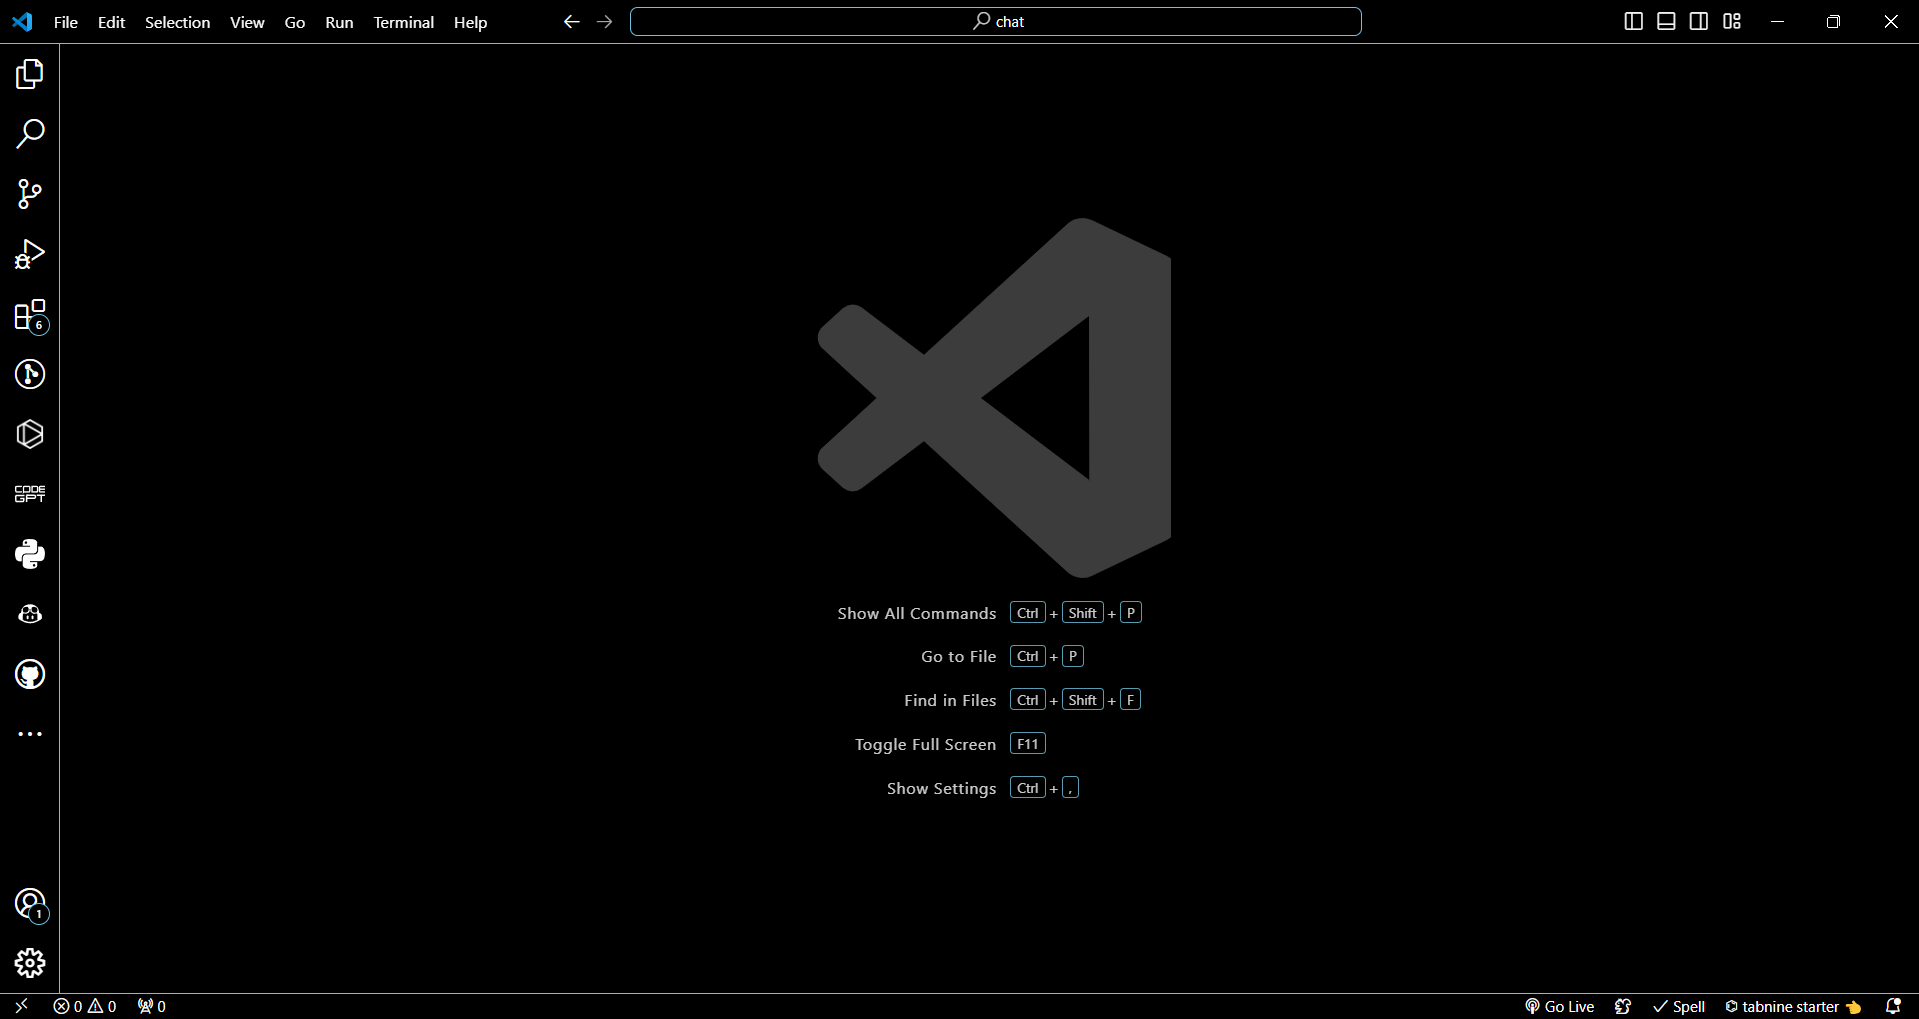 File Edit Selection View Go Run Terminal Help
chat
6
CODE
GPT
Show All Commands Ctrl + Shift + P
Go to File Ctrl + P
Find in Files Ctrl + Shift + F
Toggle Full Screen F11
Show Settings Ctrl + ,
1
0 0 0
Go Live Spell tabnine starter